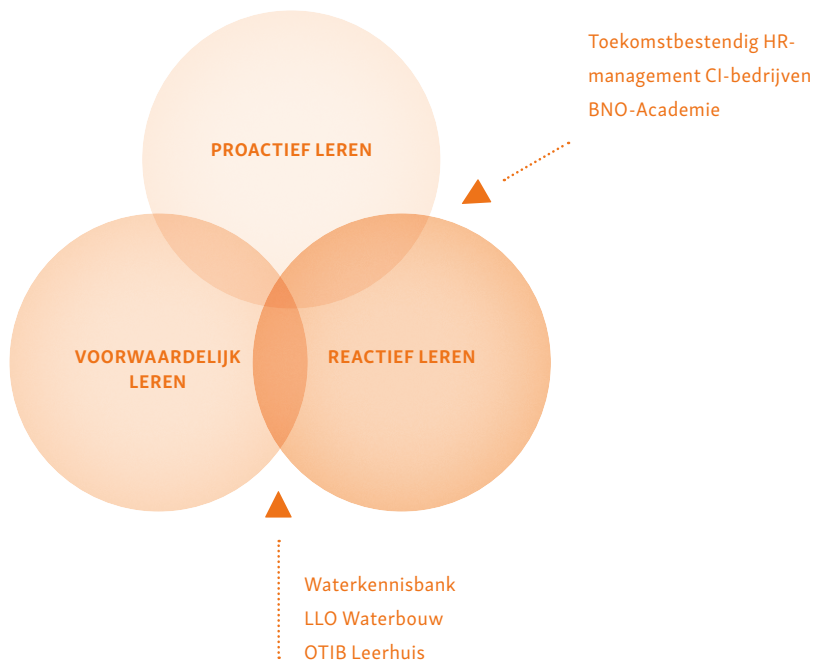 Toekomstbestendig HR-
management CI-bedrijven
BNO-Academie
PROACTIEF LEREN
VOORWAARDELIJK
LEREN
REACTIEF LEREN
Waterkennisbank
LLO Waterbouw
OTIB Leerhuis